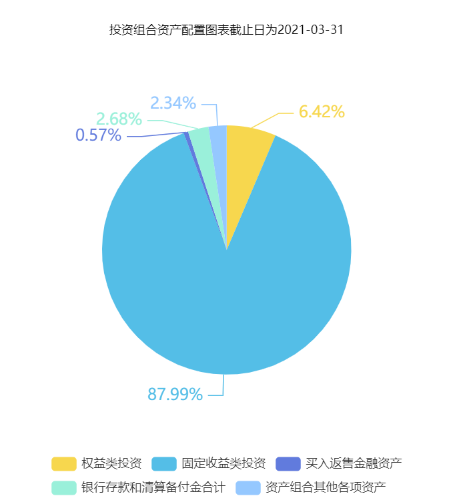 投资组合资产配置图表截止日为2021-03-31
2.34%
6.42%
2.68%
0.57%
87.99%
权益类投资 固定收益类投资 买入返售金融资产
银行存款和清算备付金合计 资产组合其他各项资产